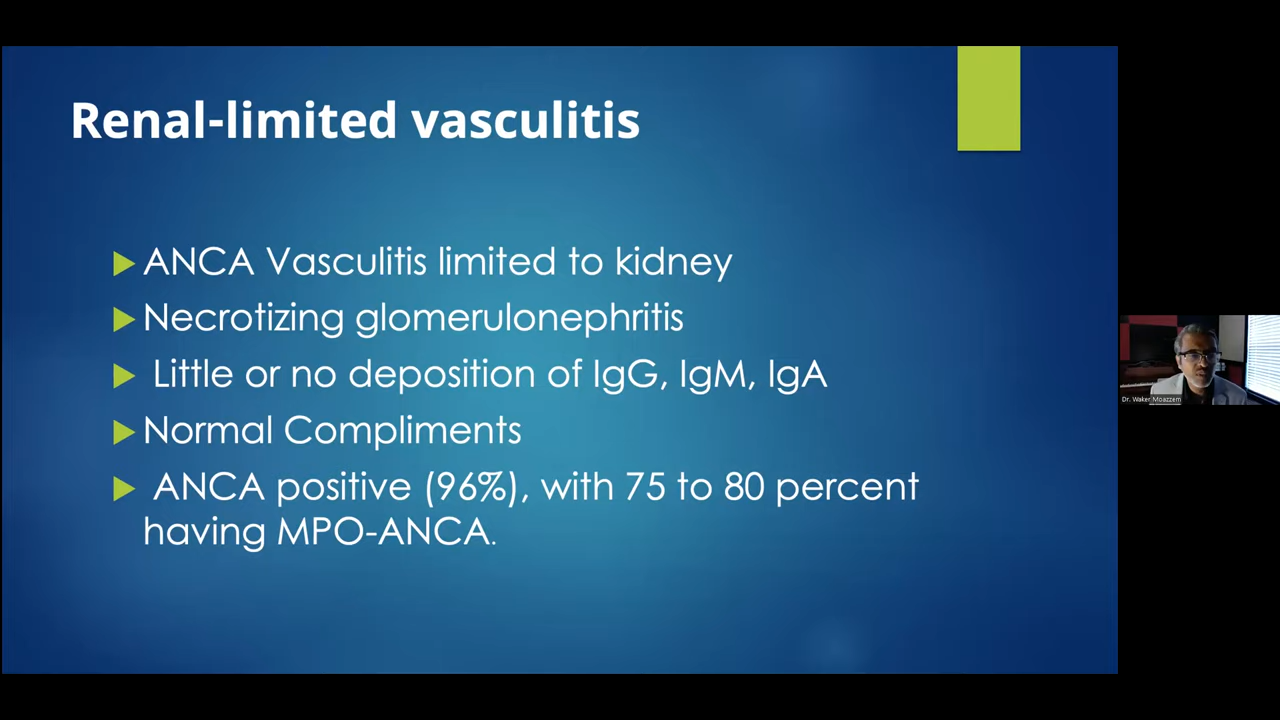 Renal-limited vasculitis
ANCA Vasculitis limited to kidney
Necrotizing glomerulonephritis
Little or no deposition of IgG, IgM, IgA
Normal Compliments
ANCA positive (96%), with 75 to 80 percent
having MPO-ANCA.
Dr. Waker Moazzem